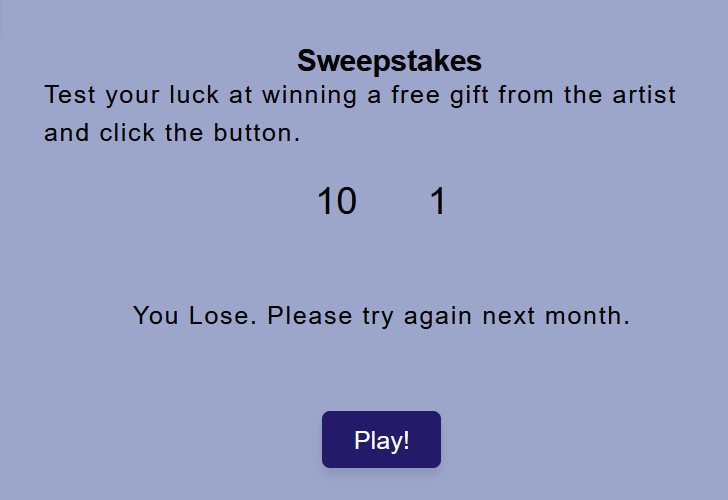 Sweepstakes
Test your luck at winning a free gift from the artist
and click the button.
10 1
You Lose. Please try again next month.
Play!